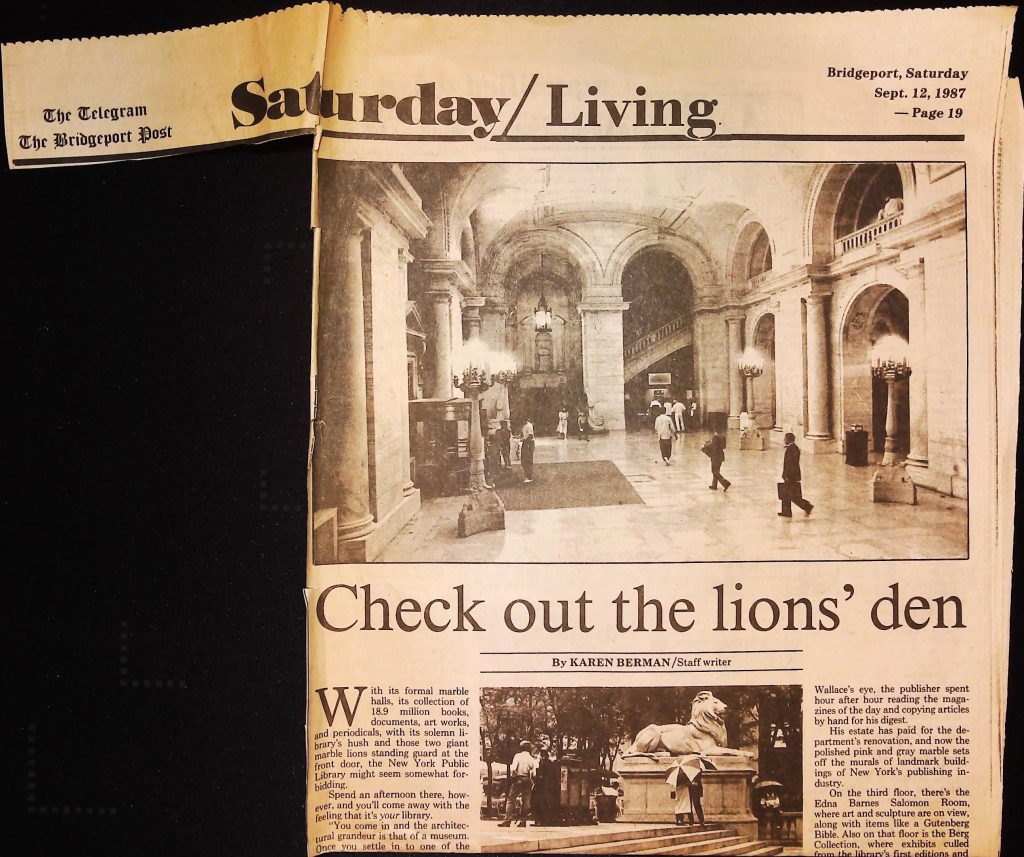 The Telegram
The Bridgeport Post
Saturday/Living
Bridgeport, Saturday
Sept. 12, 1987
— Page 19
Check out the lions' den
By KAREN BERMAN/Staff writer
With its formal marble
halls, its collection of
18.9 million books,
documents, art works,
and periodicals, with its solemn li-
brary's hush and those two giant
marble lions standing guard at the
front door, the New York Public
Library might seem somewhat for-
bidding.
Spend an afternoon there, how-
ever, and you'll come away with the
feeling that it's your library.
"You come in and the architec-
tural grandeur is that of a museum.
Once you settle in to one of the
Wallace's eye, the publisher spent
hour after hour reading the maga-
zines of the day and copying articles
by hand for his digest.
His estate has paid for the de-
partment's renovation, and now the
polished pink and gray marble sets
off the murals of landmark build-
ings of New York's publishing in-
dustry.
On the third floor, there's the
Edna Barnes Salomon Room,
where art and sculpture are on view,
along with items like a Gutenberg
Bible. Also on that floor is the Berg
Collection, where exhibits culled
from the library's first editions and